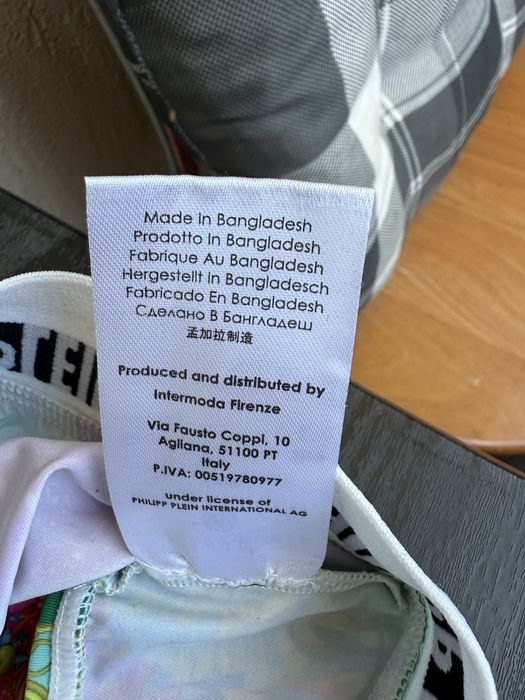 Made In Bangladesh
Prodotto In Bangladesh
Fabrique Au Bangladesh
Hergestellt In Bangladesch
Fabricado En Bangladesh
Сделано В Бангладеш
孟加拉制造
Produced and distributed by
Intermoda Firenze
Via Fausto Coppi, 10
Agliana, 51100 PT
Italy
P.IVA: 00519780977
under license of
PHILIPP PLEIN INTERNATIONAL AG